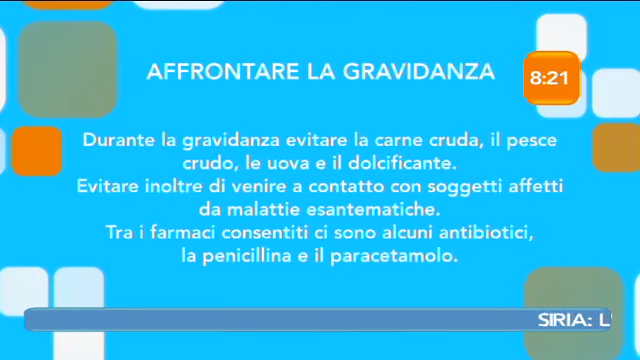 AFFRONTARE LA GRAVIDANZA
8:21
Durante la gravidanza evitare la carne cruda, il pesce
crudo, le uova e il dolcificante.
Evitare inoltre di venire a contatto con soggetti affetti
da malattie esantematiche.
Tra i farmaci consentiti ci sono alcuni antibiotici,
la penicillina e il paracetamolo.
SIRIA: L